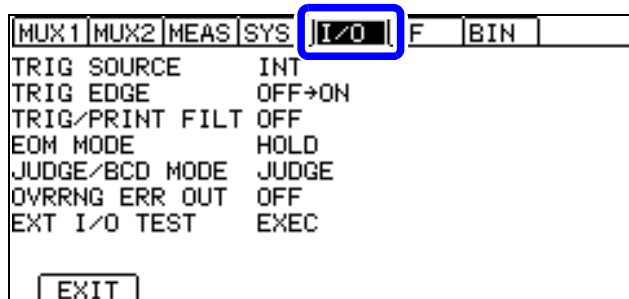 MUX1 MUX2 MEAS SYS I/O F BIN
TRIG SOURCE INT
TRIG EDGE OFF→ON
TRIG/PRINT FILT OFF
EOM MODE HOLD
JUDGE/BCD MODE JUDGE
OVRRNG ERR OUT OFF
EXT I/O TEST EXEC
EXIT